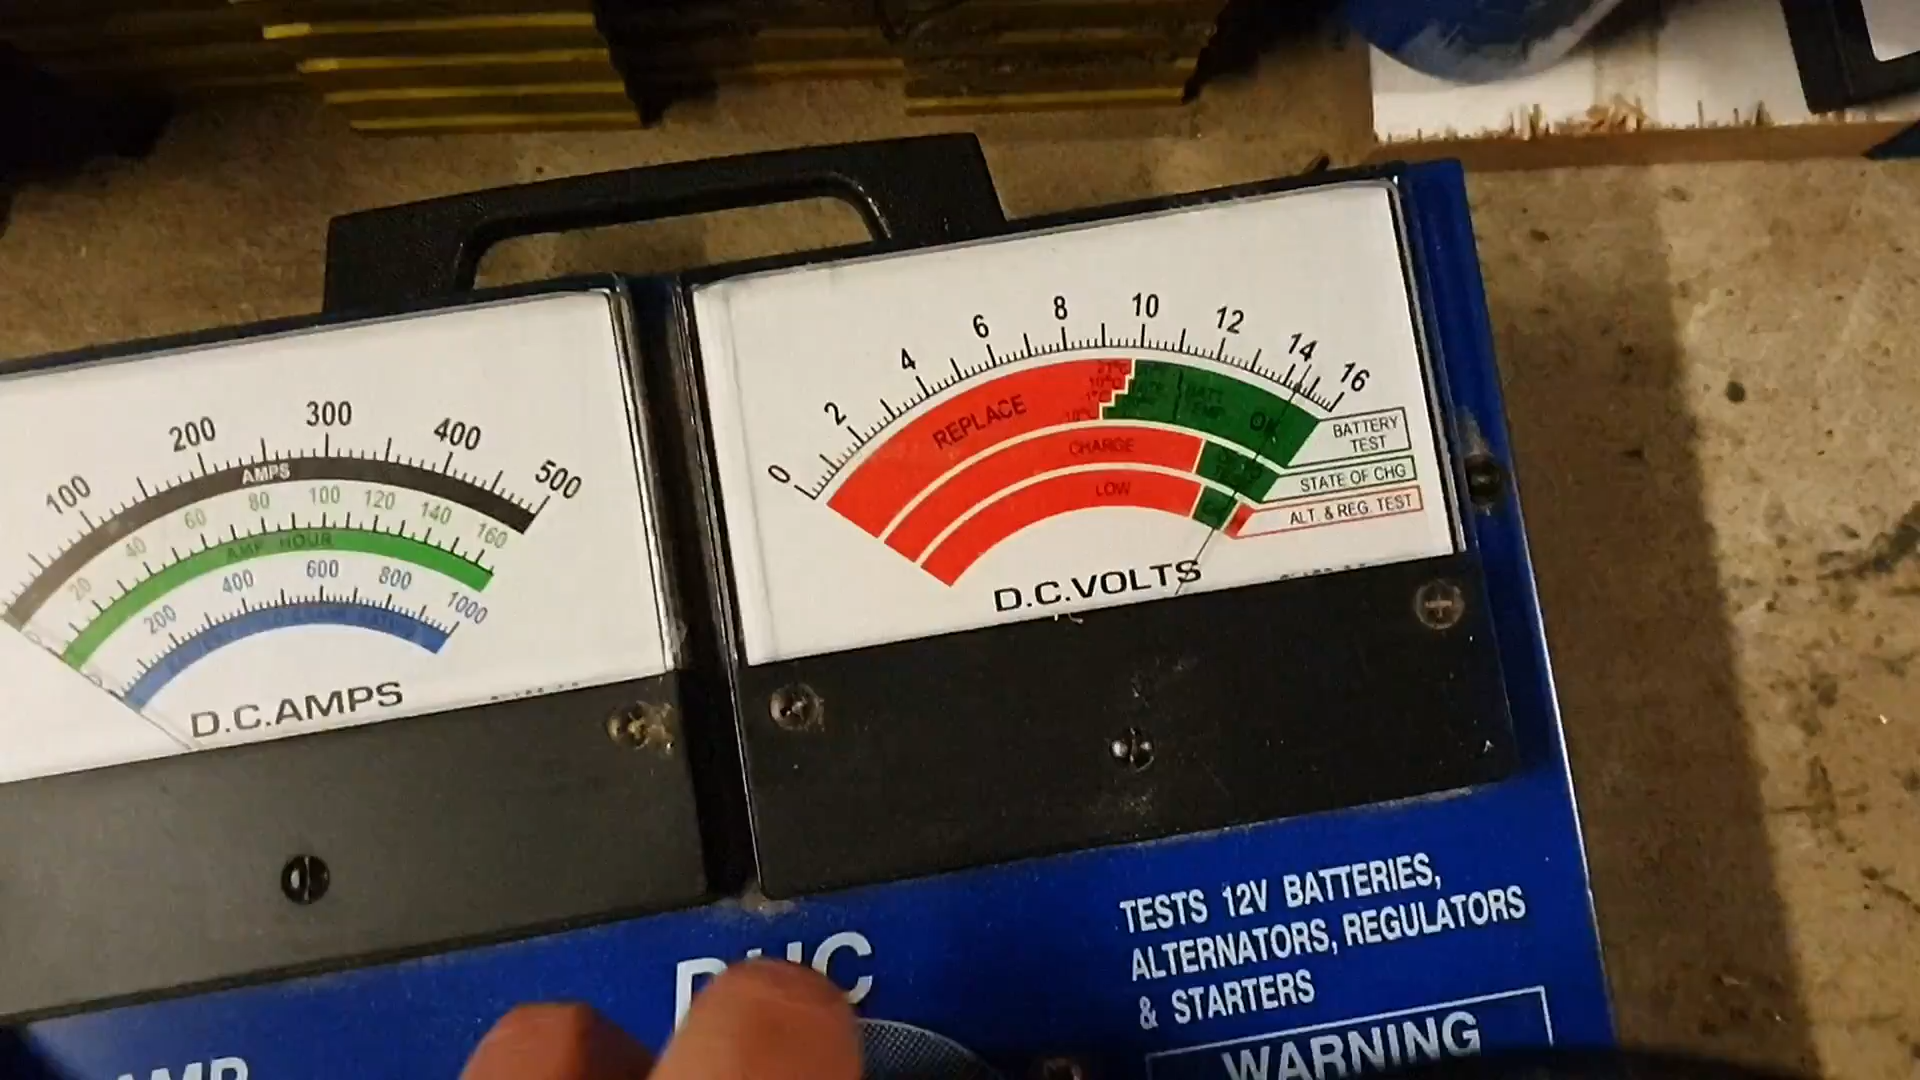 100 200 300 400 500
AMPS
20 40 60 80 100 120 140 160
AMP HOUR
200 400 600 800 1000
D.C.AMPS
0 2 4 6 8 10 12 14 16
REPLACE
OK
BATTERY
TEST
CHARGE
STATE OF CHG
LOW
ALT. & REG. TEST
D.C.VOLTS
TESTS 12V BATTERIES,
ALTERNATORS, REGULATORS
& STARTERS
WARNING